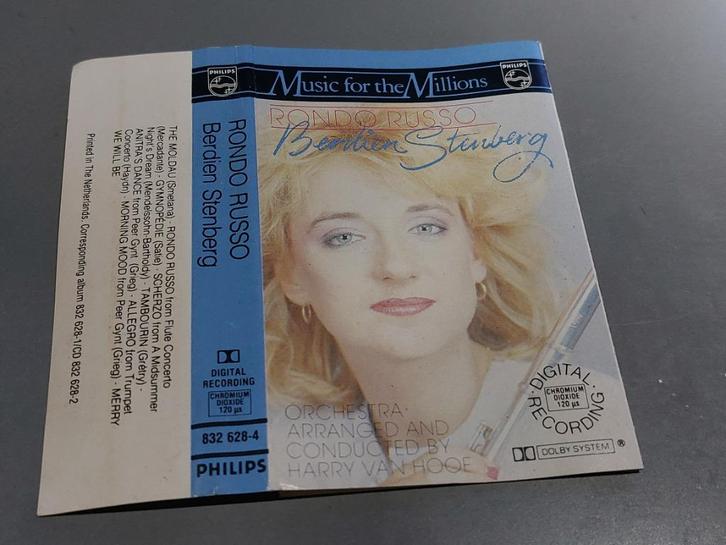 PHILIPS
Music for the Millions
PHILIPS
RONDO RUSSO
Berdien Stenberg
ORCHESTRA
ARRANGED AND
CONDUCTED BY
HARRY VAN HOOF
DIGITAL RECORDING
CHROMIUM
DIOXIDE
120 µs
DOLBY SYSTEM ®
RONDO RUSSO
Berdien Stenberg
DIGITAL
RECORDING
CHROMIUM
DIOXIDE
120 µs
832 628-4
PHILIPS
THE MOLDAU (Smetana) - RONDO RUSSO from Flute Concerto
(Mercadante) - GYMNOPÉDIE (Satie) - SCHERZO from A Midsummer
Night's Dream (Mendelssohn-Bartholdy) - TAMBOURIN (Grétry) -
ANITRA'S DANCE from Peer Gynt (Grieg) - ALLEGRO from Trumpet
Concerto (Haydn) - MORNING MOOD from Peer Gynt (Grieg) - MERRY
WE WILL BE
Printed in The Netherlands. Corresponding album 832 628-1/CD 832 628-2